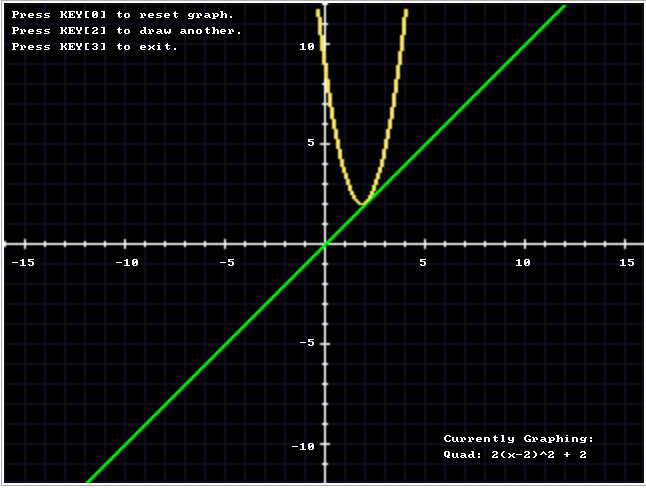 Press KEY[0] to reset graph.
Press KEY[2] to draw another.
Press KEY[3] to exit.
10
5
-15 -10 -5 5 10 15
-5
-10
Currently Graphing:
Quad: 2(x-2)^2 + 2